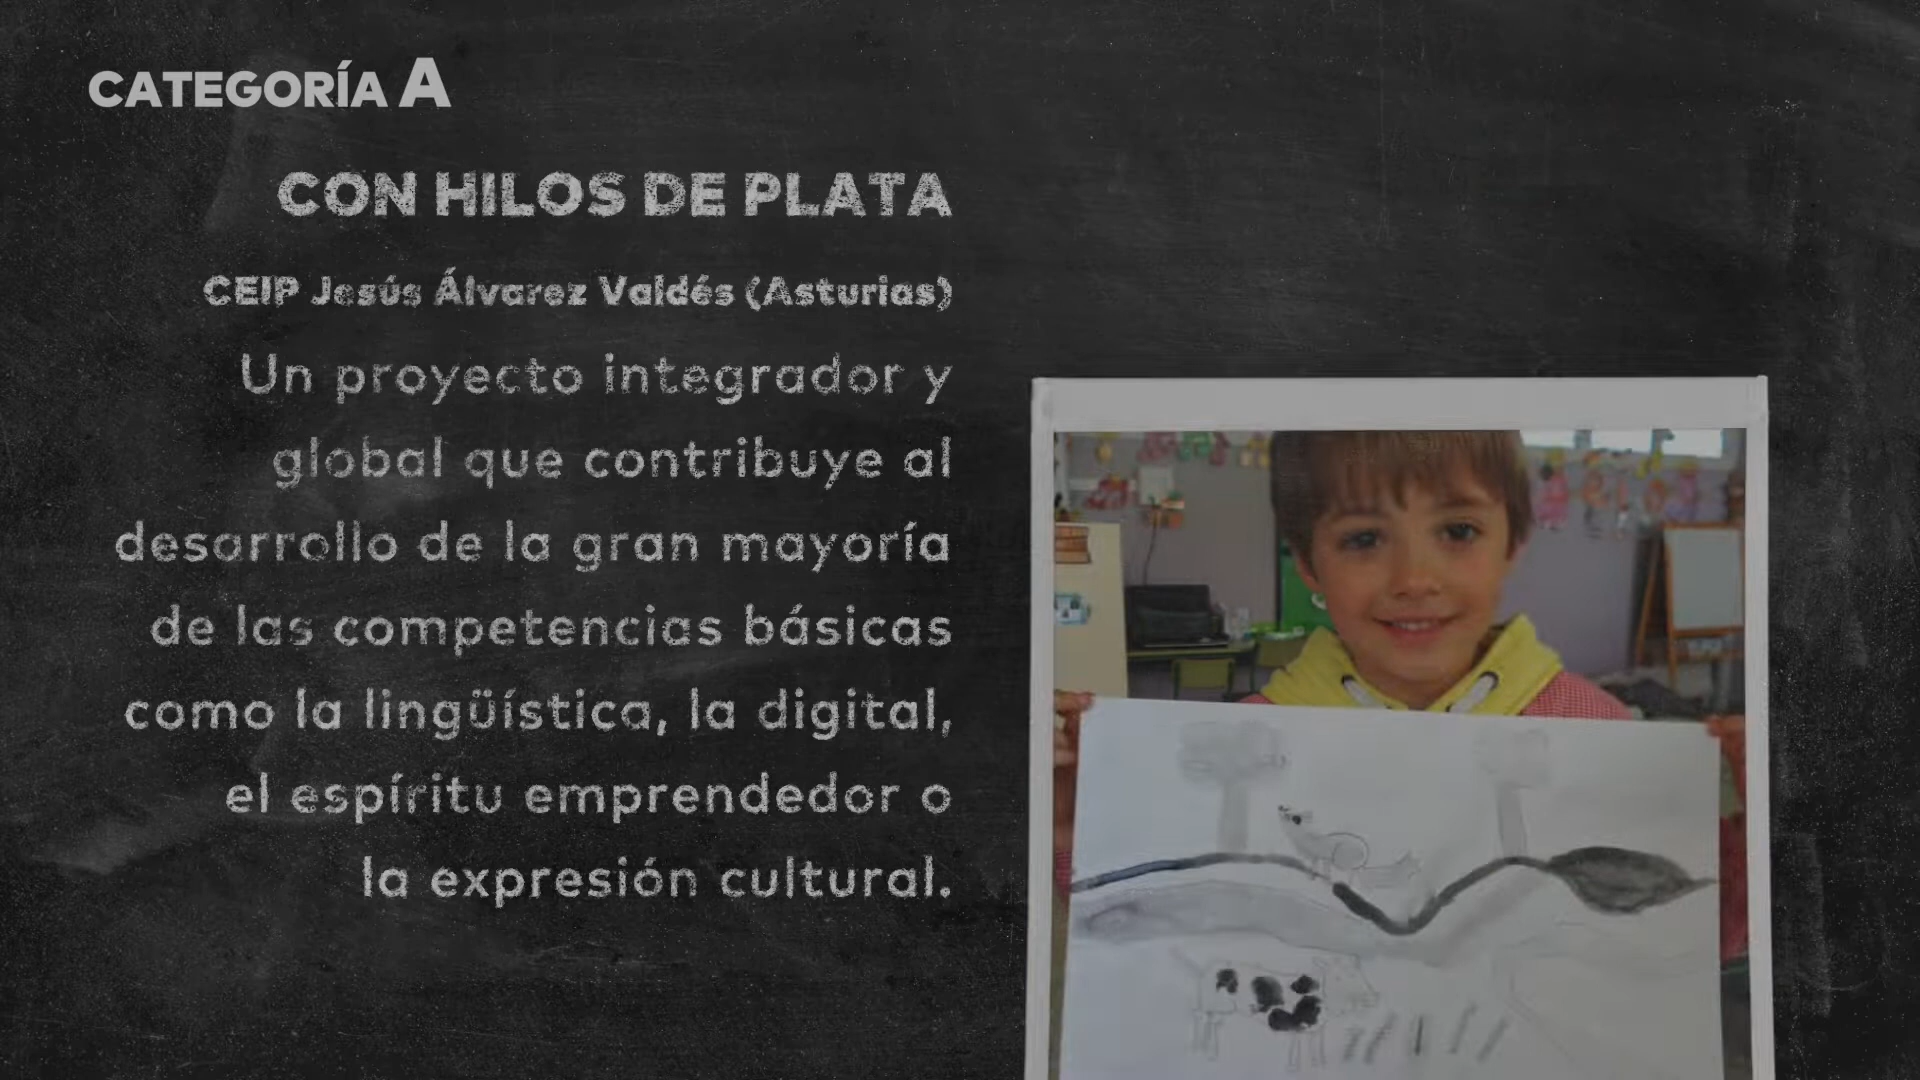 CATEGORÍA A
CON HILOS DE PLATA
CEIP Jesús Álvarez Valdés (Asturias)
Un proyecto integrador y
global que contribuye al
desarrollo de la gran mayoría
de las competencias básicas
como la lingüística, la digital,
el espíritu emprendedor o
la expresión cultural.